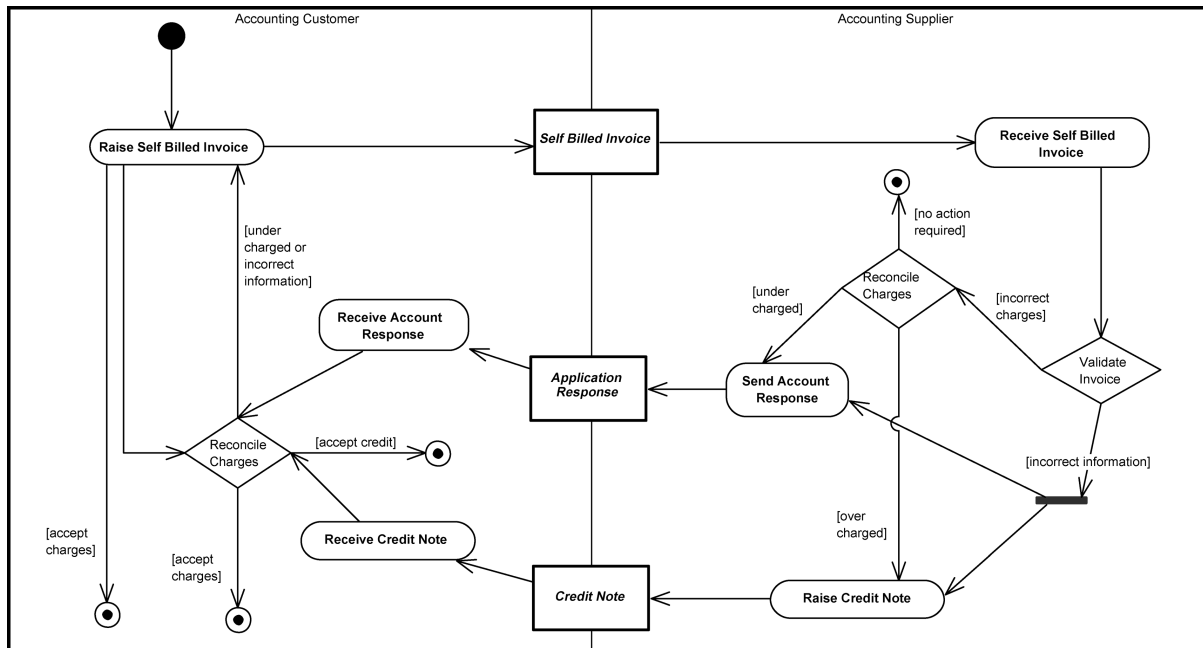 Accounting Customer
Accounting Supplier
Raise Self Billed Invoice
Self Billed Invoice
Receive Self Billed
Invoice
[no action
required]
[under
charged or
incorrect
information]
Reconcile
Charges
[under
charged]
[incorrect
charges]
Receive Account
Response
Application
Response
Send Account
Response
Validate
Invoice
Reconcile
Charges
[accept credit]
[incorrect information]
[accept
charges]
[accept
charges]
Receive Credit Note
[over
charged]
Credit Note
Raise Credit Note